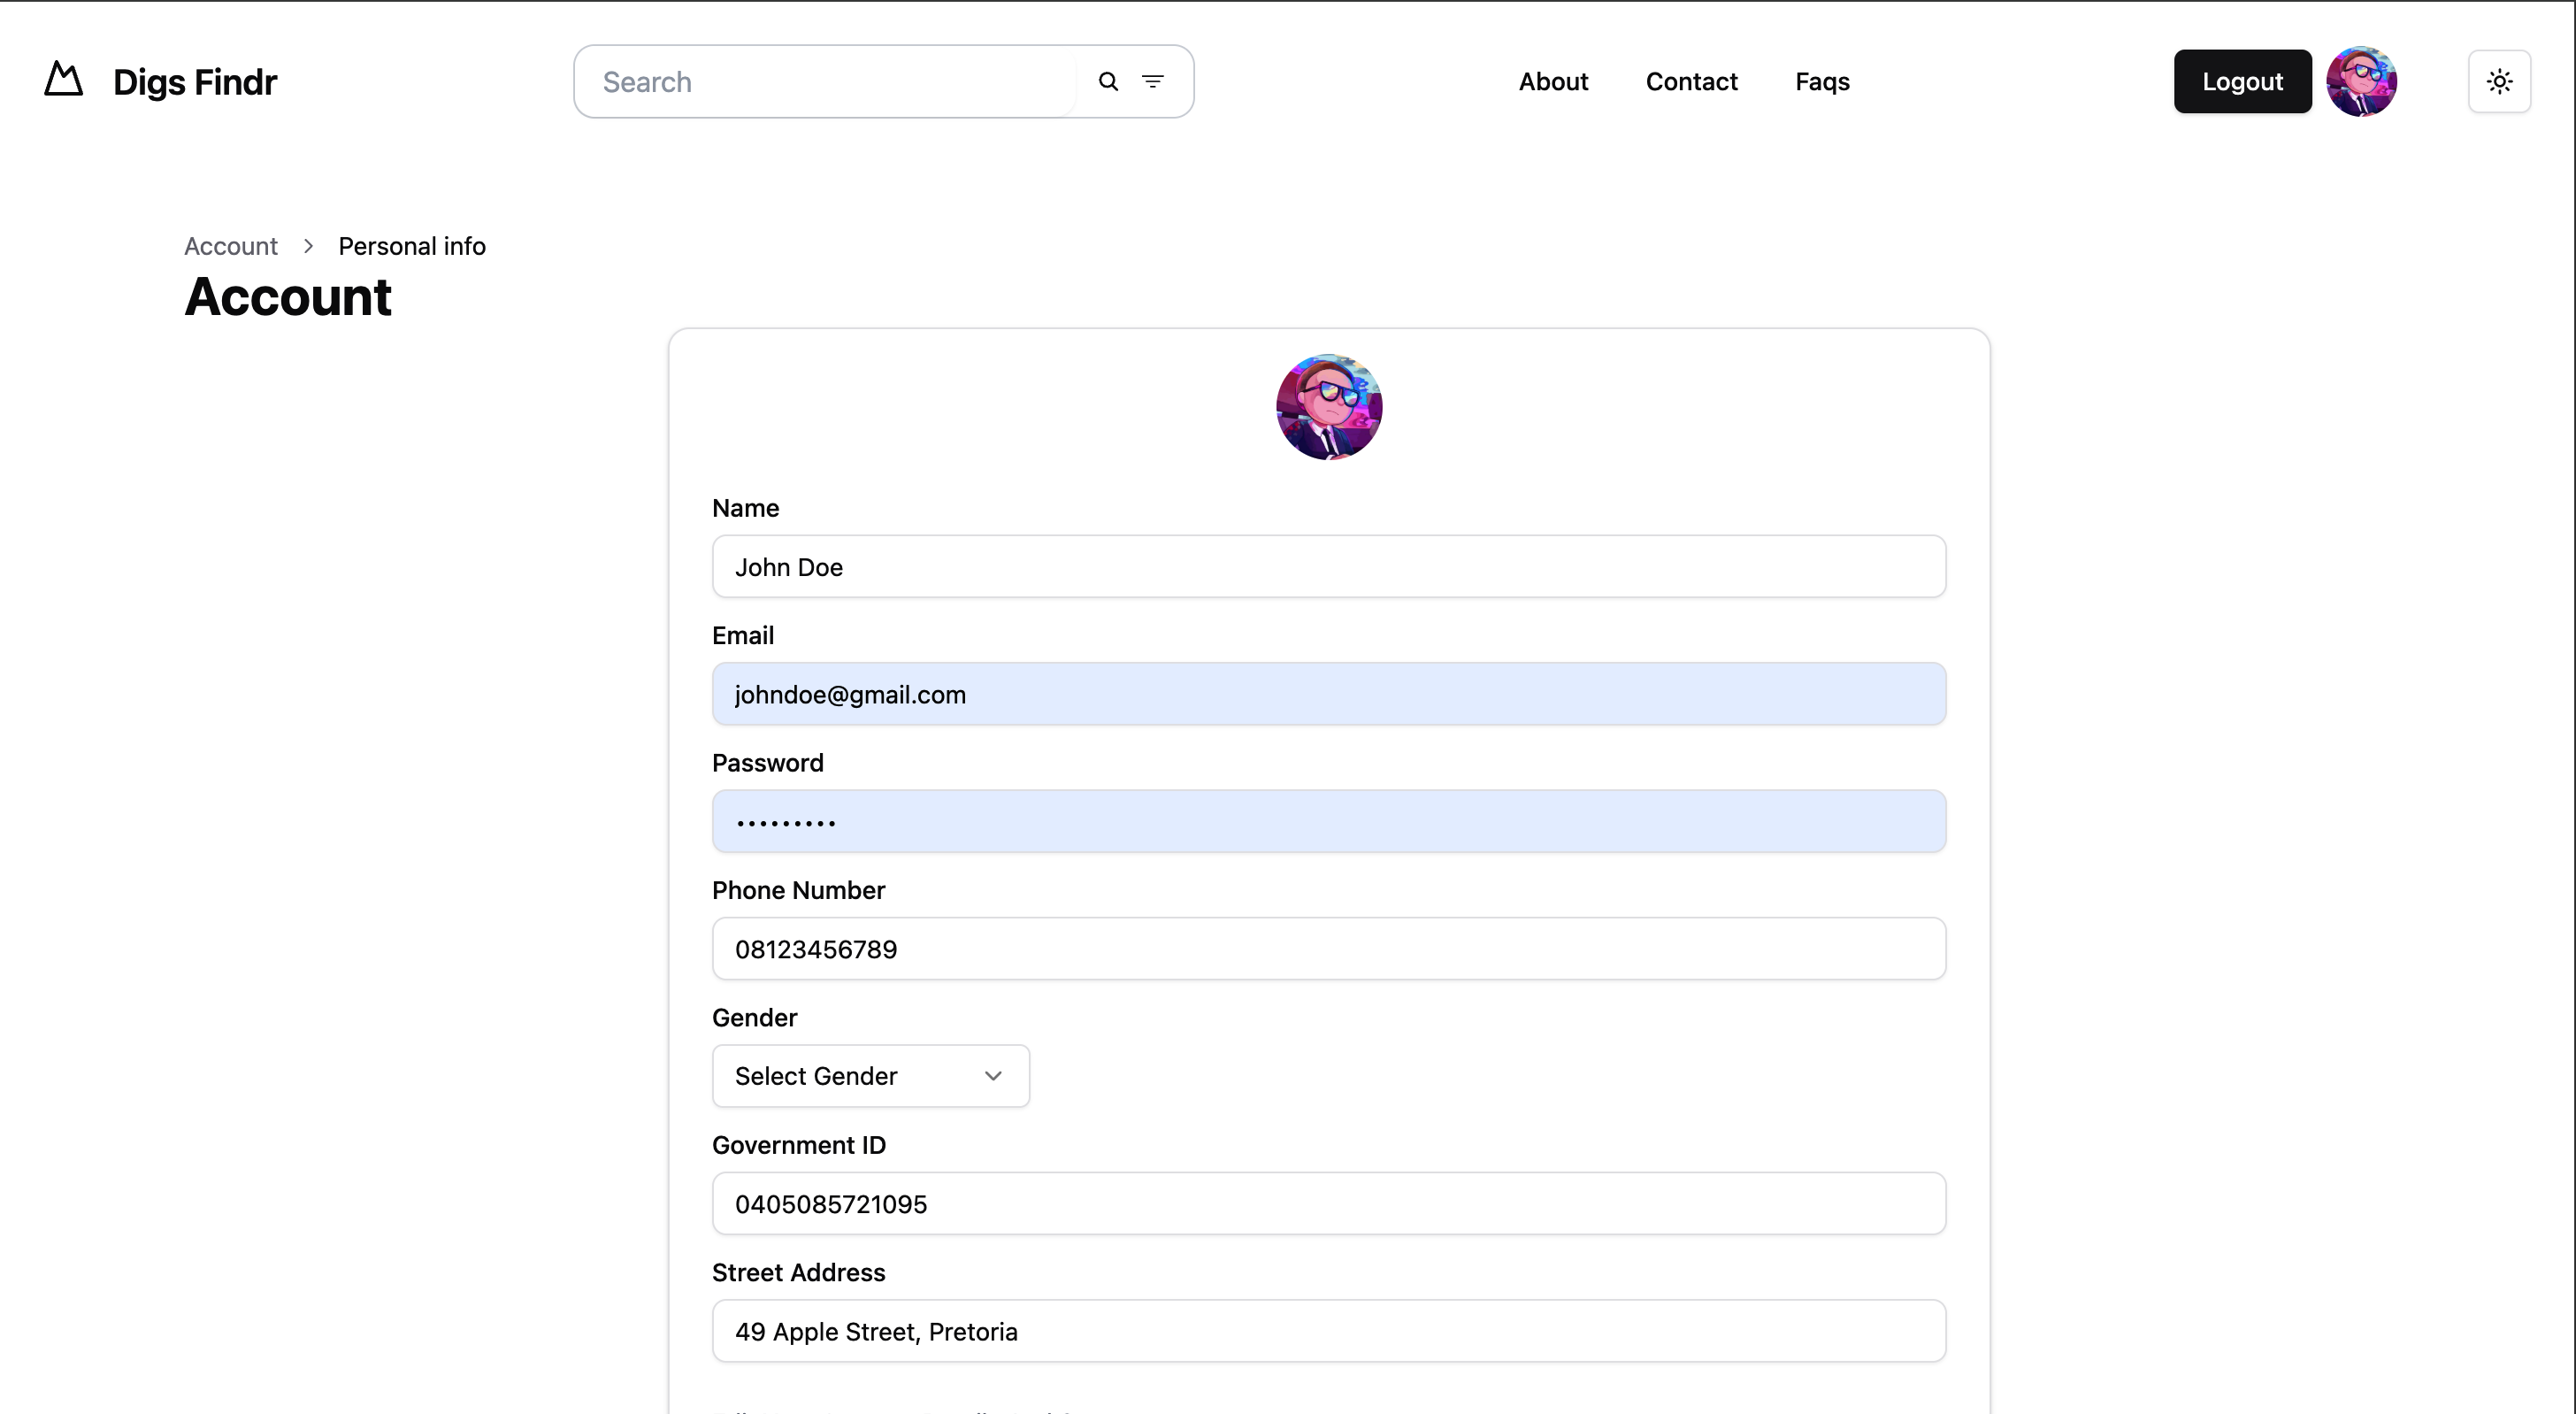 Digs Findr
Search
About Contact Faqs
Logout
Account > Personal info
Account
Name
John Doe
Email
johndoe@gmail.com
Password
•••••••••
Phone Number
08123456789
Gender
Select Gender
Government ID
0405085721095
Street Address
49 Apple Street, Pretoria